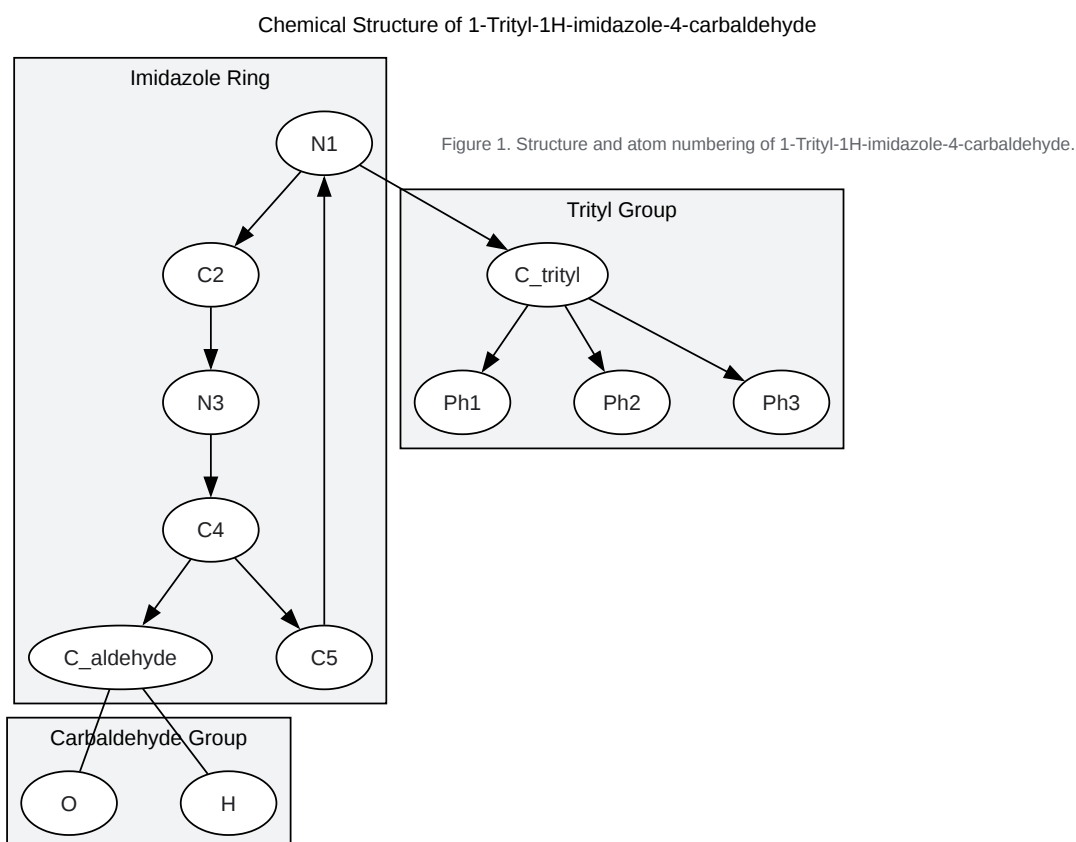 Chemical Structure of 1-Trityl-1H-imidazole-4-carbaldehyde
Imidazole Ring
N1
Figure 1. Structure and atom numbering of 1-Trityl-1H-imidazole-4-carbaldehyde.
Trityl Group
C2
C_trityl
N3
Ph1
Ph2
Ph3
C4
C_aldehyde
C5
Carbaldehyde Group
O
H